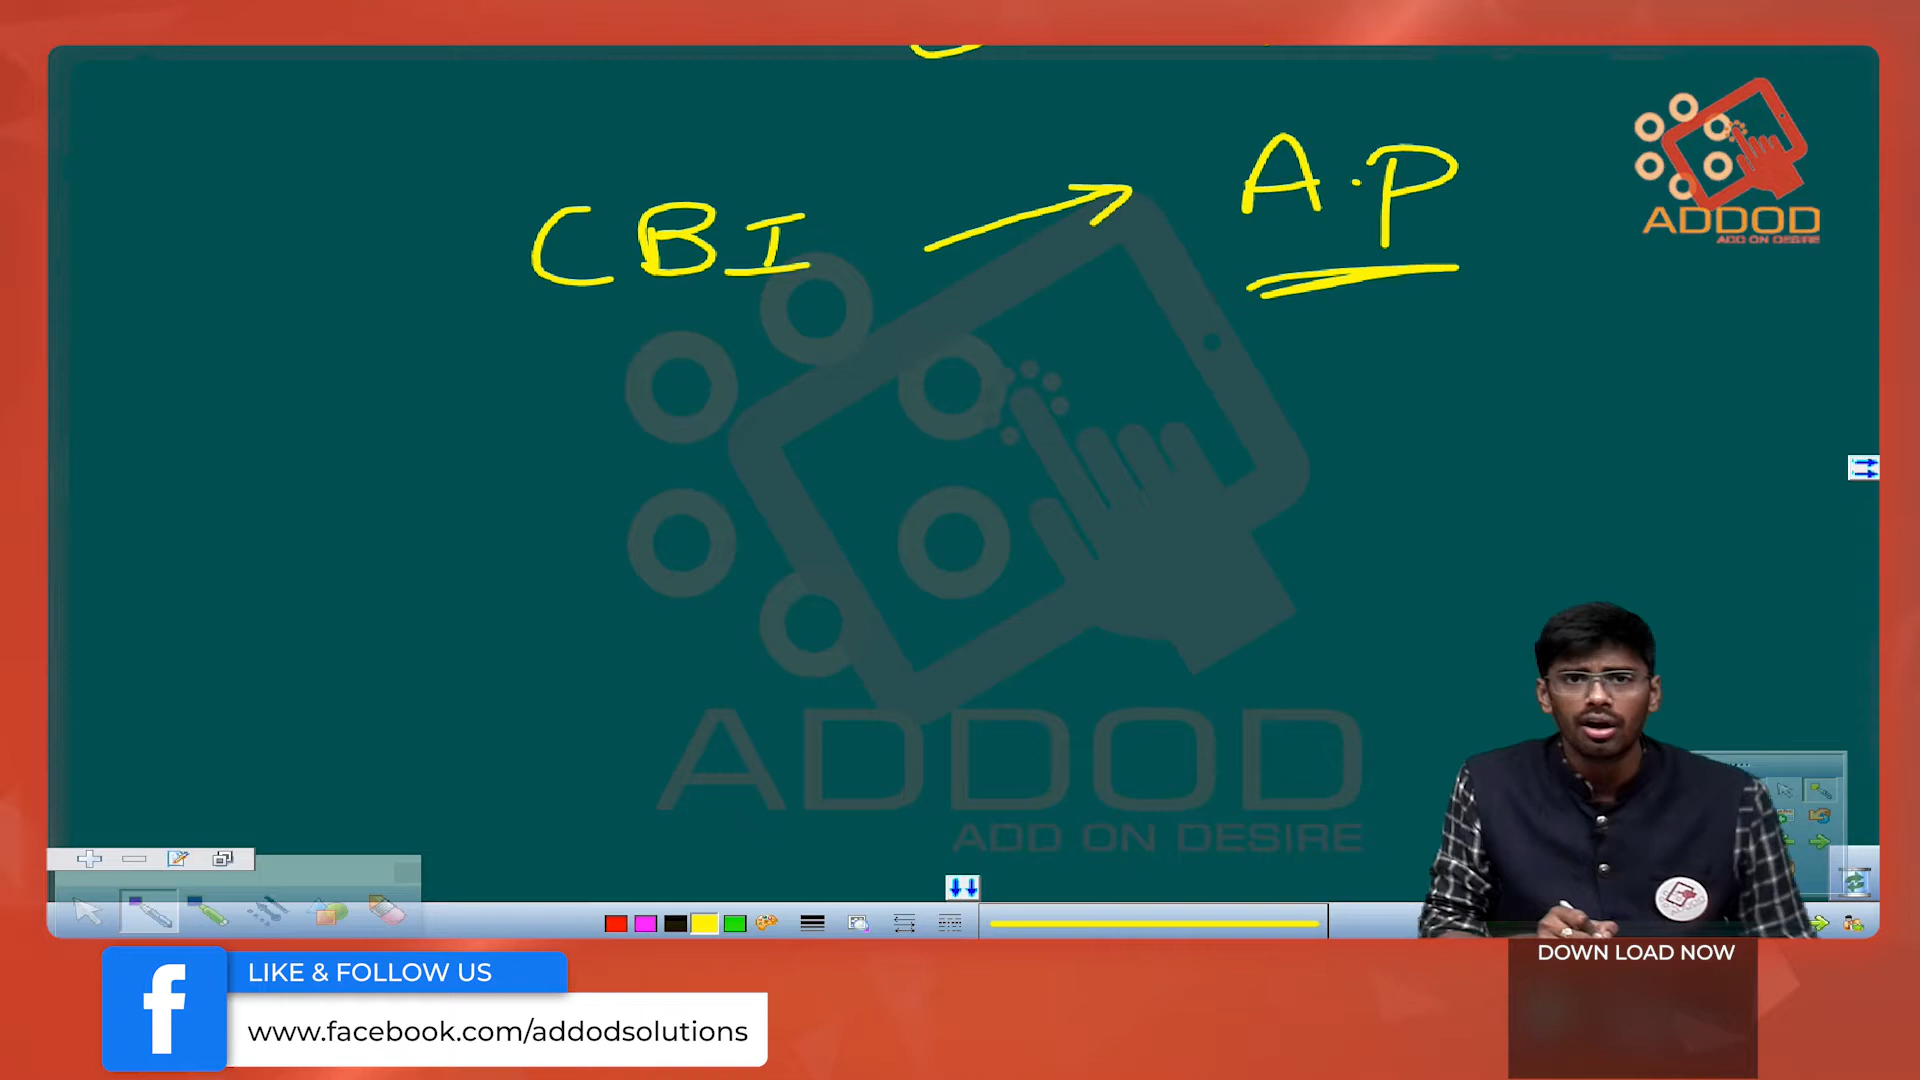 CBI → A.P
ADDOD
ADD ON DESIRE
ADDOD
ADD ON DESIRE
DOWN LOAD NOW
LIKE & FOLLOW US
www.facebook.com/addodsolutions